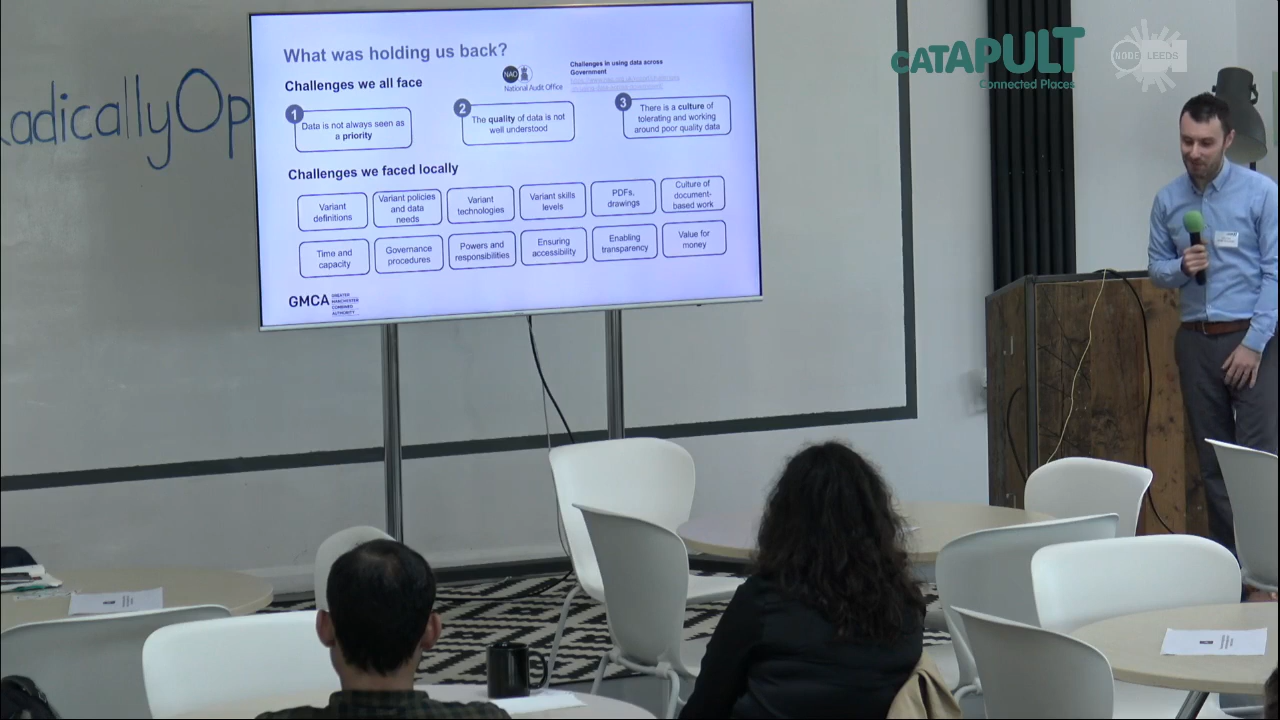 RadicallyOp
What was holding us back?
Challenges we all face
NAO
National Audit Office
Challenges in using data across
Government
1
Data is not always seen as
a priority
2
The quality of data is not
well understood
3
There is a culture of
tolerating and working
around poor quality data
Challenges we faced locally
Variant
definitions
Variant policies
and data
needs
Variant
technologies
Variant skills
levels
PDFs,
drawings
Culture of
document-
based work
Time and
capacity
Governance
procedures
Powers and
responsibilities
Ensuring
accessibility
Enabling
transparency
Value for
money
GMCA
GREATER
MANCHESTER
COMBINED
AUTHORITY
CATAPULT
Connected Places
NODE
LEEDS